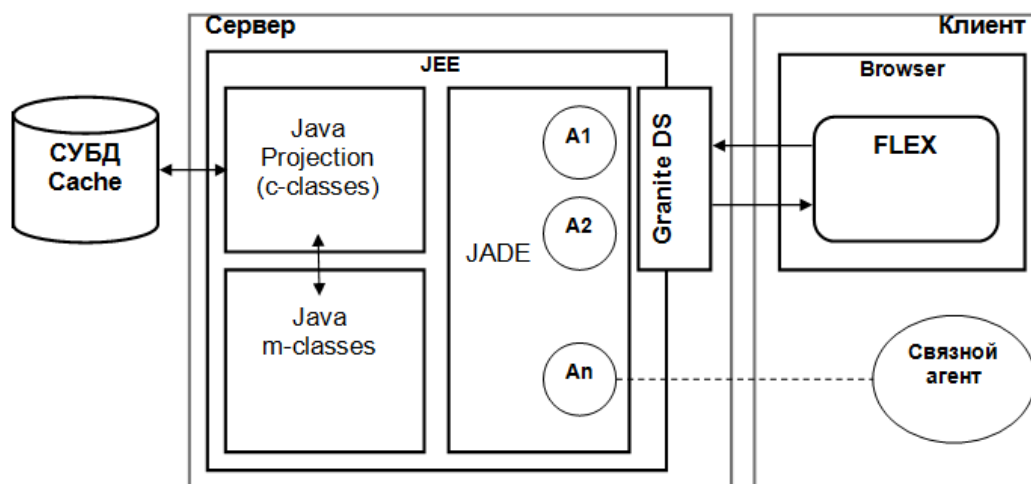 Сервер
Клиент
JEE
Browser
СУБД
Cache
Java
Projection
(c-classes)
Java
m-classes
JADE
A1
A2
An
Granite DS
FLEX
Связной
агент